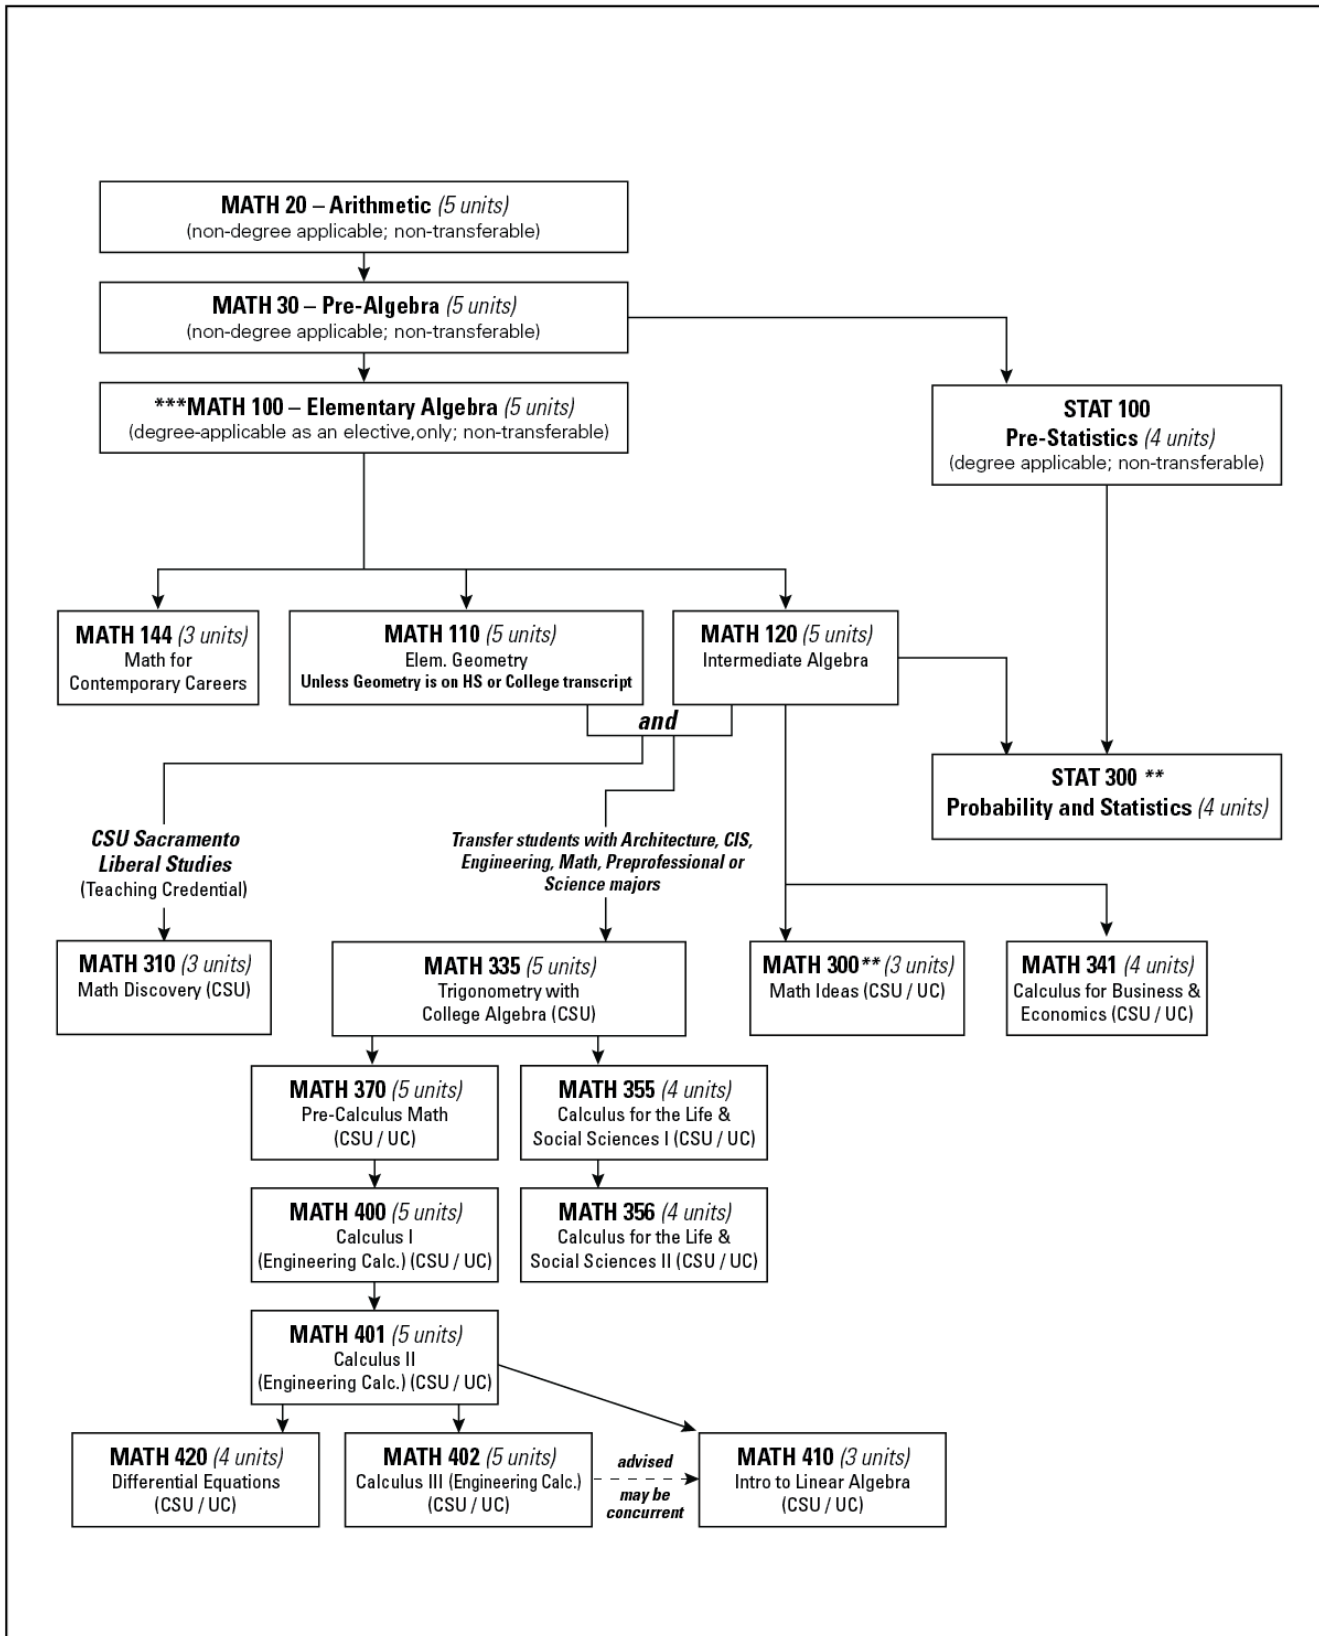 MATH 20 – Arithmetic (5 units)
(non-degree applicable; non-transferable)
MATH 30 – Pre-Algebra (5 units)
(non-degree applicable; non-transferable)
***MATH 100 – Elementary Algebra (5 units)
(degree-applicable as an elective,only; non-transferable)
STAT 100
Pre-Statistics (4 units)
(degree applicable; non-transferable)
MATH 144 (3 units)
Math for
Contemporary Careers
MATH 110 (5 units)
Elem. Geometry
Unless Geometry is on HS or College transcript
MATH 120 (5 units)
Intermediate Algebra
and
STAT 300 **
Probability and Statistics (4 units)
CSU Sacramento
Liberal Studies
(Teaching Credential)
Transfer students with Architecture, CIS,
Engineering, Math, Preprofessional or
Science majors
MATH 310 (3 units)
Math Discovery (CSU)
MATH 335 (5 units)
Trigonometry with
College Algebra (CSU)
MATH 300** (3 units)
Math Ideas (CSU / UC)
MATH 341 (4 units)
Calculus for Business &
Economics (CSU / UC)
MATH 370 (5 units)
Pre-Calculus Math
(CSU / UC)
MATH 355 (4 units)
Calculus for the Life &
Social Sciences I (CSU / UC)
MATH 400 (5 units)
Calculus I
(Engineering Calc.) (CSU / UC)
MATH 356 (4 units)
Calculus for the Life &
Social Sciences II (CSU / UC)
MATH 401 (5 units)
Calculus II
(Engineering Calc.) (CSU / UC)
MATH 420 (4 units)
Differential Equations
(CSU / UC)
MATH 402 (5 units)
Calculus III (Engineering Calc.)
(CSU / UC)
advised
may be
concurrent
MATH 410 (3 units)
Intro to Linear Algebra
(CSU / UC)